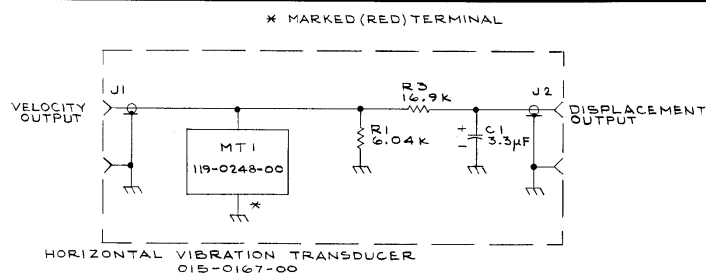 * MARKED (RED) TERMINAL
J1
R3
16.9K
J2
VELOCITY
OUTPUT
DISPLACEMENT
OUTPUT
R1
6.04K
+
-
C1
3.3µF
MT1
119-0248-00
*
HORIZONTAL VIBRATION TRANSDUCER
015-0167-00